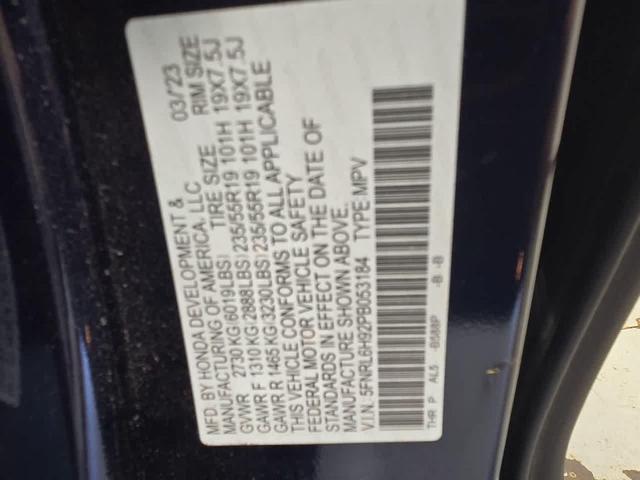 MFD. BY HONDA DEVELOPMENT & 03/'23
MANUFACTURING OF AMERICA, LLC
TIRE SIZE RIM SIZE
GVWR 2730 KG(6019LBS)
GAWR F 1310 KG(2888LBS)235/55R19 101H 19X7.5J
GAWR R 1465 KG(3230LBS)235/55R19 101H 19X7.5J
THIS VEHICLE CONFORMS TO ALL APPLICABLE
FEDERAL MOTOR VEHICLE SAFETY
STANDARDS IN EFFECT ON THE DATE OF
MANUFACTURE SHOWN ABOVE.
V.I.N. 5FNRL6H92PB053184 TYPE:MPV
THR P AL5 -B588P -B -B